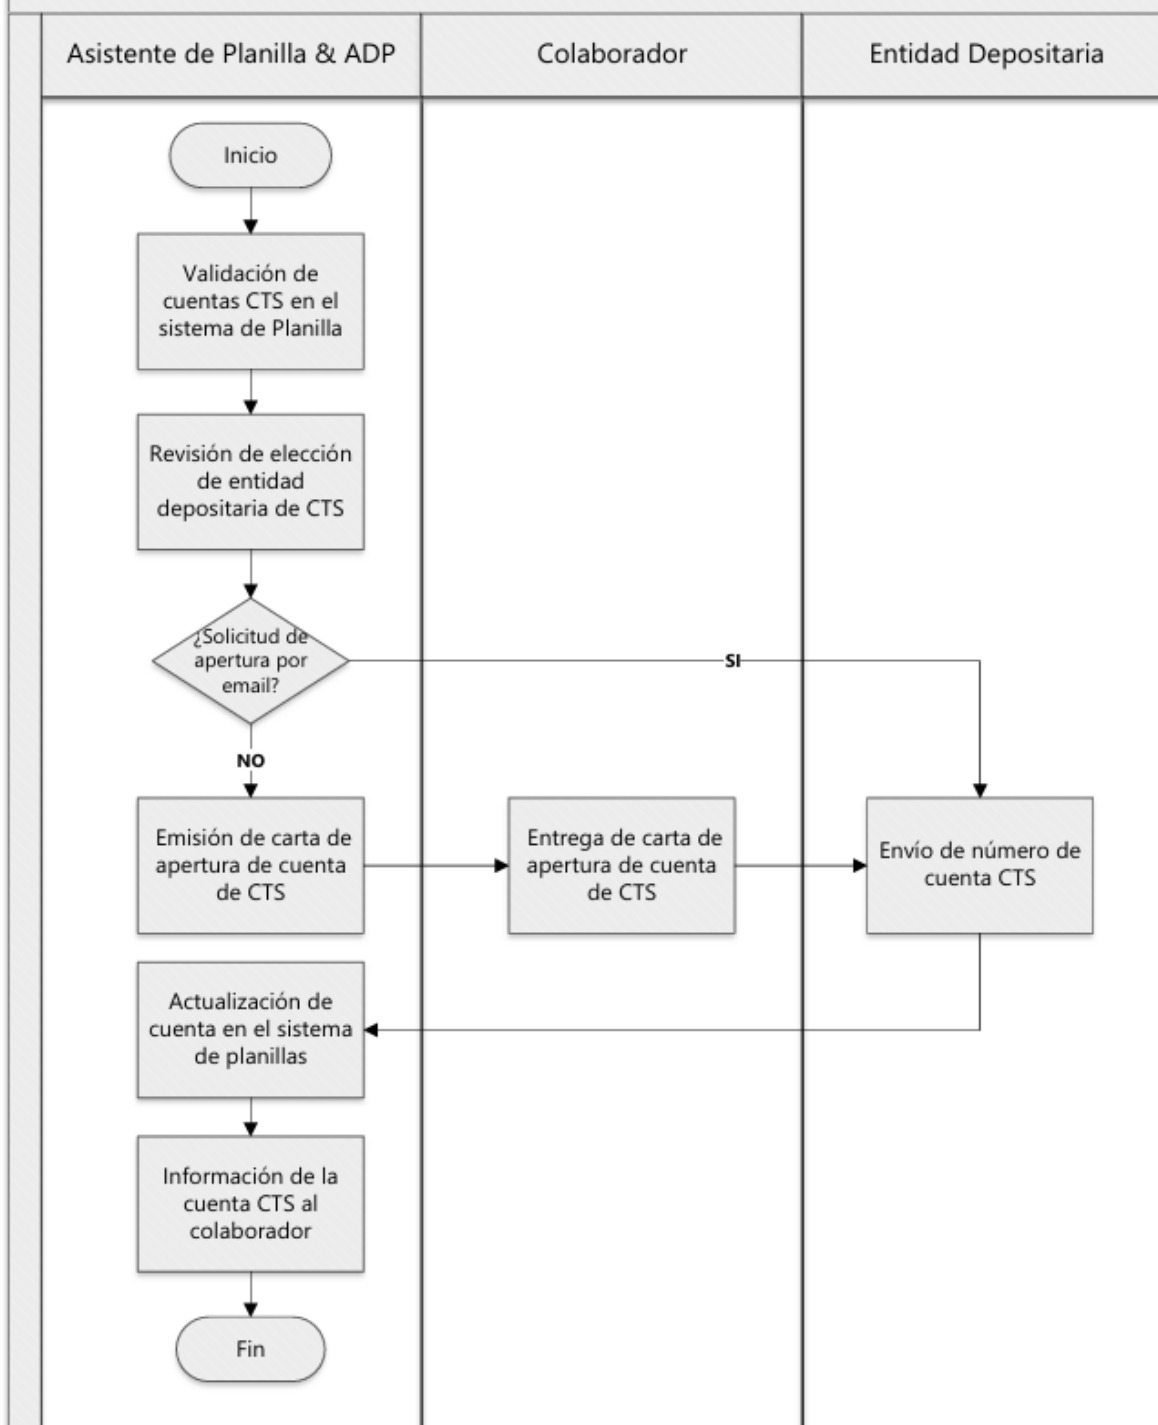 Asistente de Planilla & ADP
Colaborador
Entidad Depositaria
Inicio
Validación de
cuentas CTS en el
sistema de Planilla
Revisión de elección
de entidad
depositaria de CTS
¿Solicitud de
apertura por
email?
SI
NO
Emisión de carta de
apertura de cuenta
de CTS
Entrega de carta de
apertura de cuenta
de CTS
Envío de número de
cuenta CTS
Actualización de
cuenta en el sistema
de planillas
Información de la
cuenta CTS al
colaborador
Fin